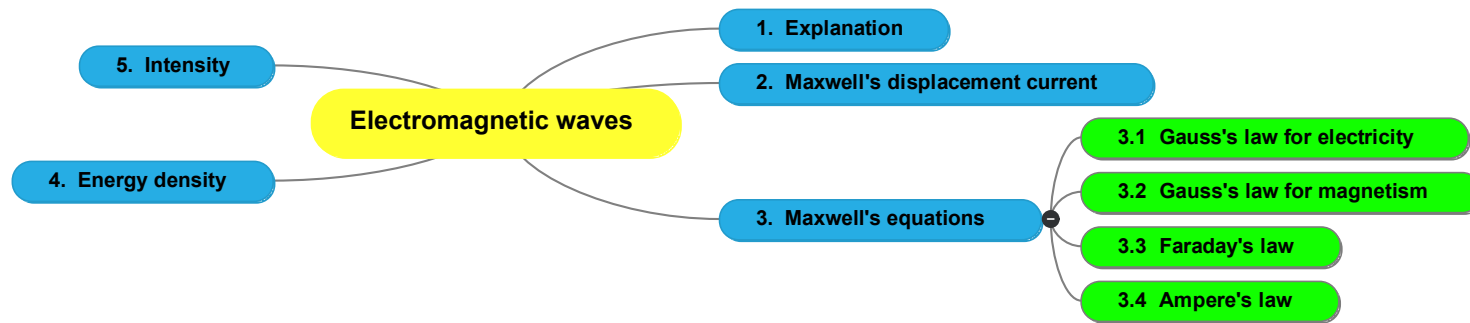 Electromagnetic waves
1. Explanation
2. Maxwell's displacement current
3. Maxwell's equations
3.1 Gauss's law for electricity
3.2 Gauss's law for magnetism
3.3 Faraday's law
3.4 Ampere's law
4. Energy density
5. Intensity